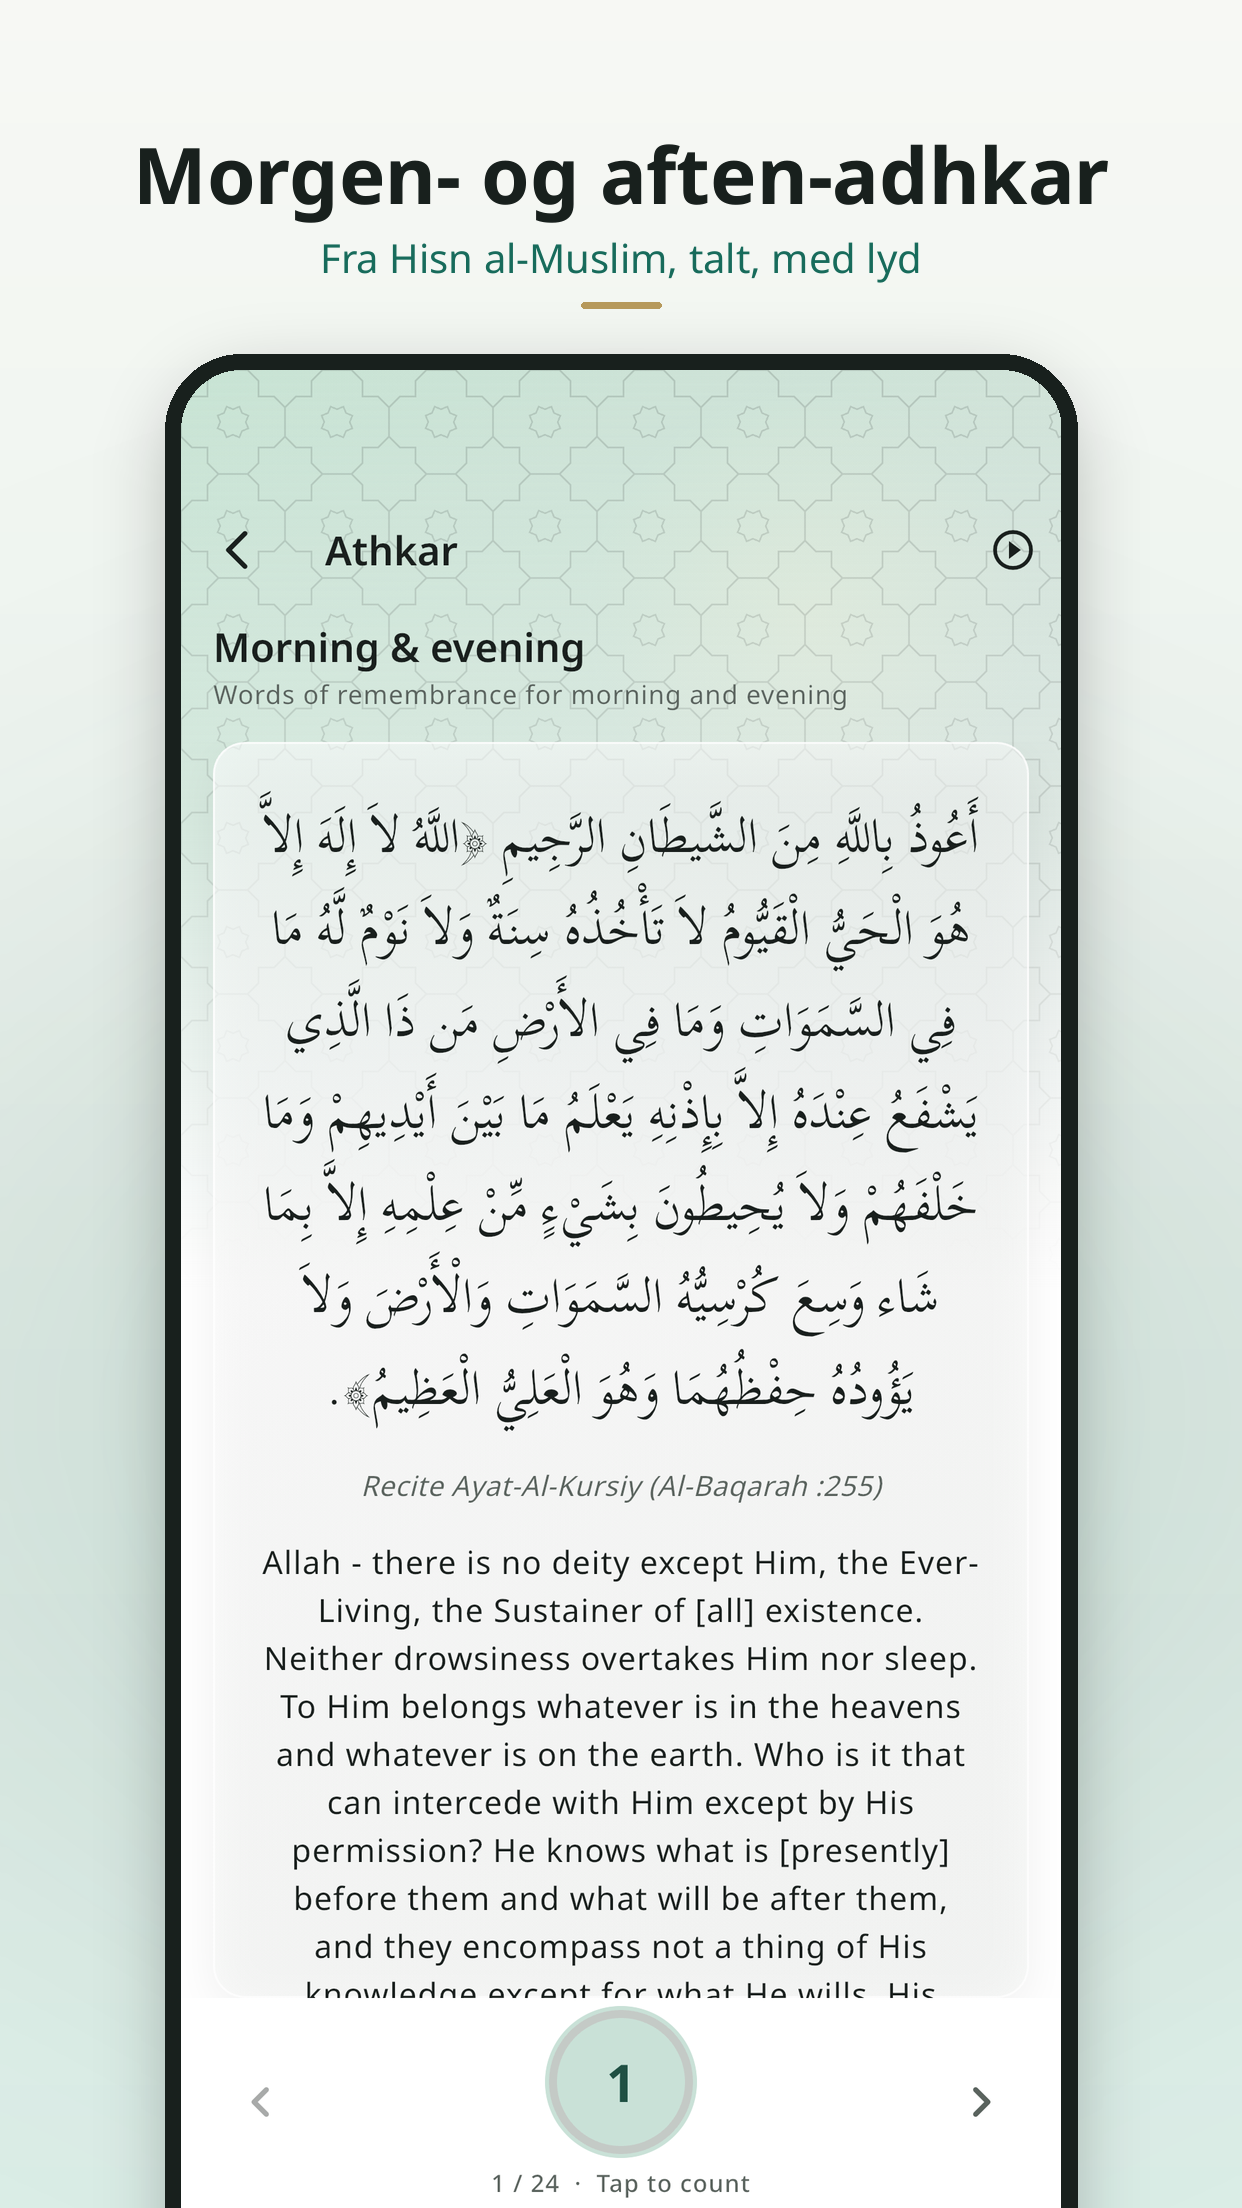 Morgen- og aften-adhkar
Fra Hisn al-Muslim, talt, med lyd
Athkar
Morning & evening
Words of remembrance for morning and evening
أَعُوذُ بِاللَّهِ مِنَ الشَّيطَانِ الرَّجِيمِ ﴿اللَّهُ لاَ إِلَهَ إِلاَّ
هُوَ الْحَيُّ الْقَيُّومُ لاَ تَأْخُذُهُ سِنَةٌ وَلاَ نَوْمٌ لَّهُ مَا
فِي السَّمَوَاتِ وَمَا فِي الأَرْضِ مَن ذَا الَّذِي
يَشْفَعُ عِنْدَهُ إِلاَّ بِإِذْنِهِ يَعْلَمُ مَا بَيْنَ أَيْدِيهِمْ وَمَا
خَلْفَهُمْ وَلاَ يُحِيطُونَ بِشَيْءٍ مِّنْ عِلْمِهِ إِلاَّ بِمَا
شَاء وَسِعَ كُرْسِيُّهُ السَّمَوَاتِ وَالْأَرْضَ وَلاَ
يَؤُودُهُ حِفْظُهُمَا وَهُوَ الْعَلِيُّ الْعَظِيمُ﴾.
Recite Ayat-Al-Kursiy (Al-Baqarah :255)
Allah - there is no deity except Him, the Ever-
Living, the Sustainer of [all] existence.
Neither drowsiness overtakes Him nor sleep.
To Him belongs whatever is in the heavens
and whatever is on the earth. Who is it that
can intercede with Him except by His
permission? He knows what is [presently]
before them and what will be after them,
and they encompass not a thing of His
knowledge except for what He wills. His
1
1 / 24 · Tap to count